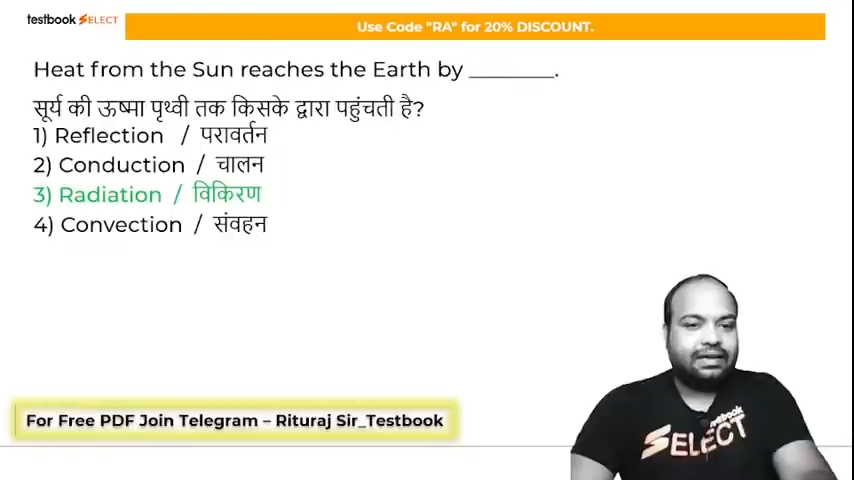 testbook SELECT
Use Code "RA" for 20% DISCOUNT.
Heat from the Sun reaches the Earth by ________.
सूर्य की ऊष्मा पृथ्वी तक किसके द्वारा पहुंचती है?
1) Reflection / परावर्तन
2) Conduction / चालन
3) Radiation / विकिरण
4) Convection / संवहन
For Free PDF Join Telegram – Rituraj Sir_Testbook
testbook
SELECT